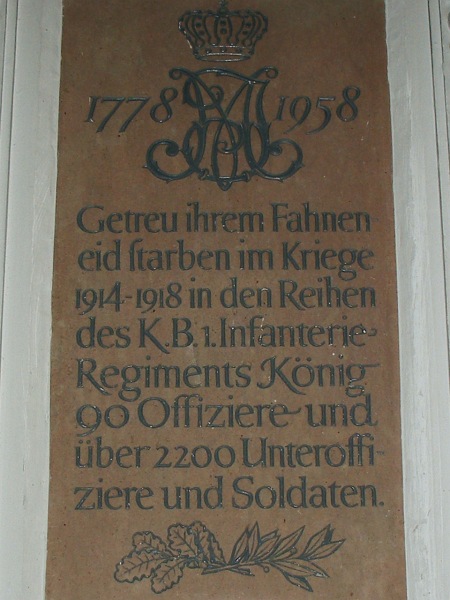 1778 1958
Getreu ihrem Fahnen
eid ſtarben im Kriege
1914-1918 in den Reihen
des K.B. 1. Infanterie-
Regiments König
90 Offiziere und
über 2200 Unteroffi-
ziere und Soldaten.